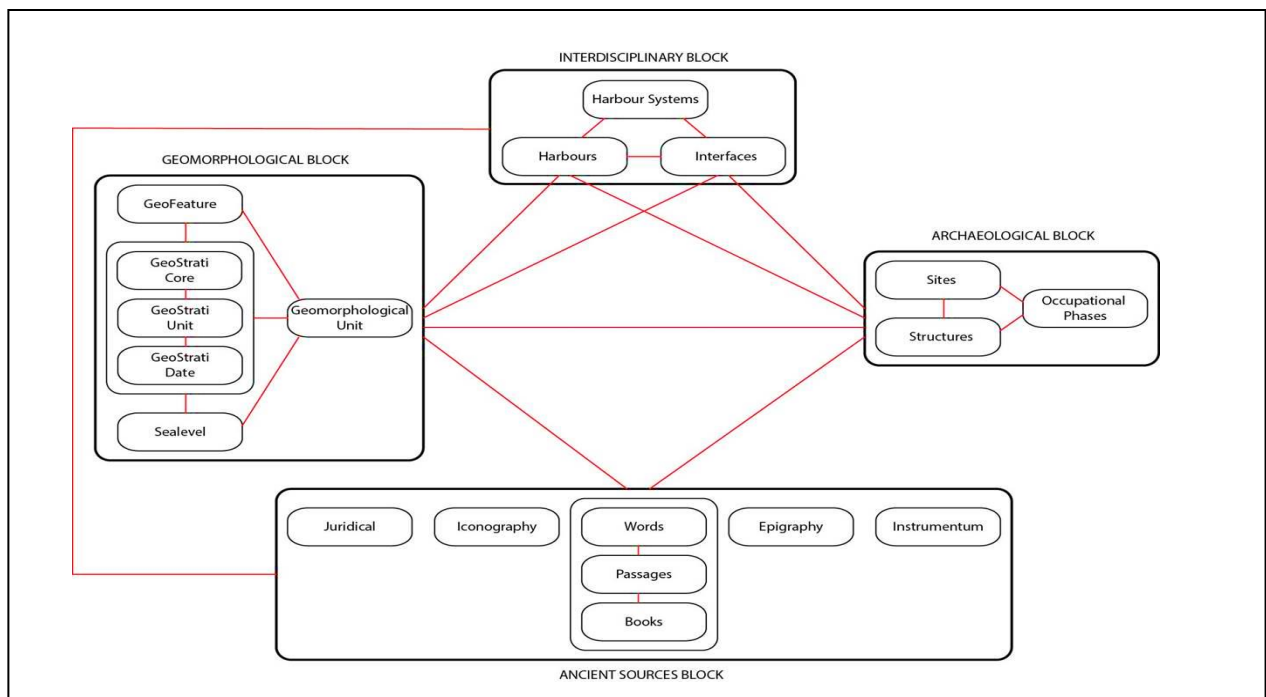 INTERDISCIPLINARY BLOCK
Harbour Systems
Harbours
Interfaces
GEOMORPHOLOGICAL BLOCK
GeoFeature
GeoStrati
Core
GeoStrati
Unit
GeoStrati
Date
Sealevel
Geomorphological
Unit
ARCHAEOLOGICAL BLOCK
Sites
Structures
Occupational
Phases
Juridical
Iconography
Words
Passages
Books
Epigraphy
Instrumentum
ANCIENT SOURCES BLOCK